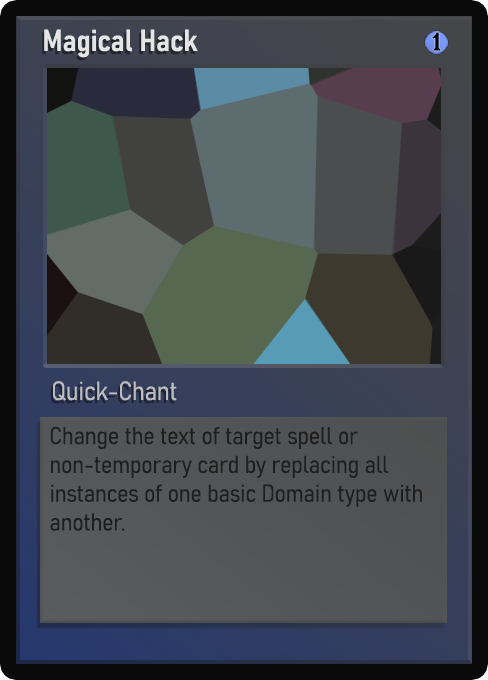 Magical Hack
1
Quick-Chant
Change the text of target spell or
non-temporary card by replacing all
instances of one basic Domain type with
another.